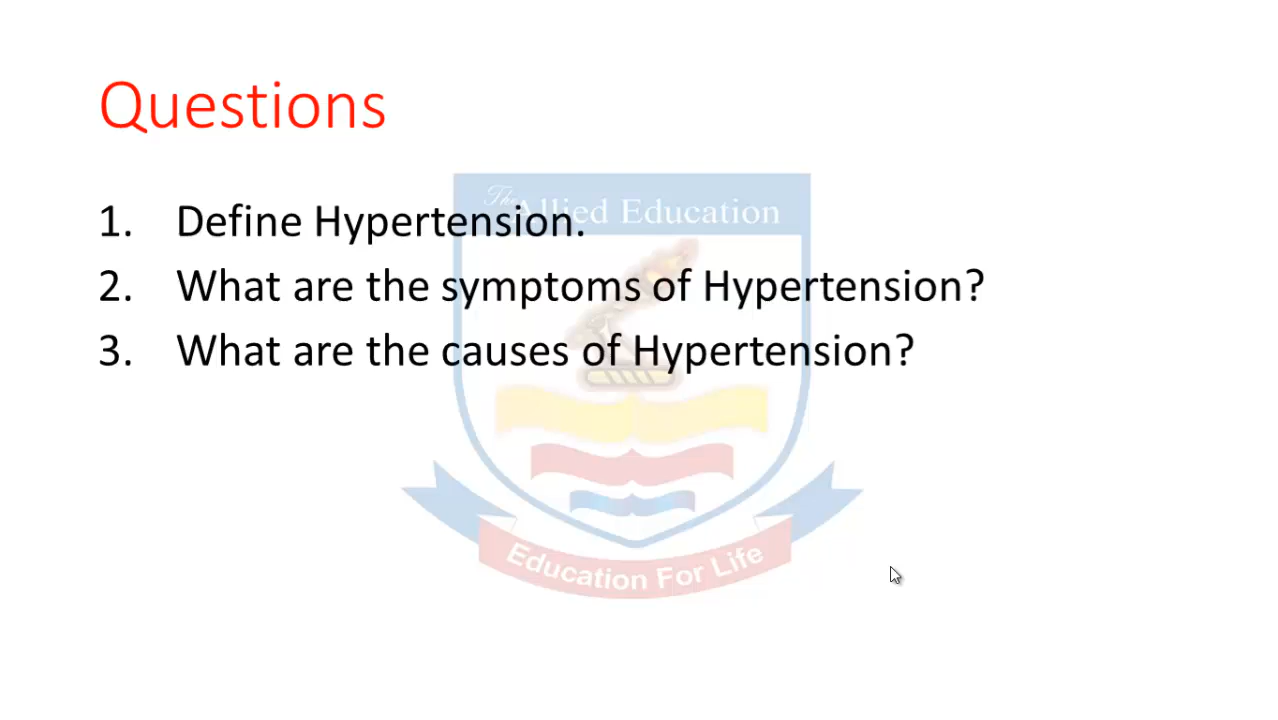 Questions
1. Define Hypertension.
2. What are the symptoms of Hypertension?
3. What are the causes of Hypertension?
The Allied Education
Education For Life